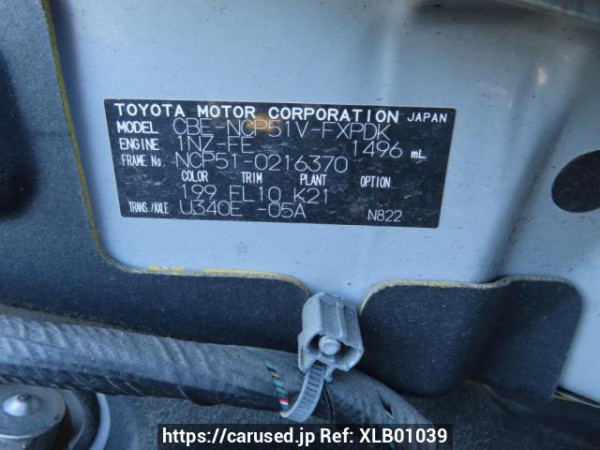 TOYOTA MOTOR CORPORATION JAPAN
MODEL CBE-NCP51V-FXPDK
ENGINE 1NZ-FE 1496 mL
FRAME No. NCP51-0216370
COLOR TRIM PLANT OPTION
199 FL10 K21
TRANS./AXLE U340E -05A N822
https://carused.jp Ref: XLB01039